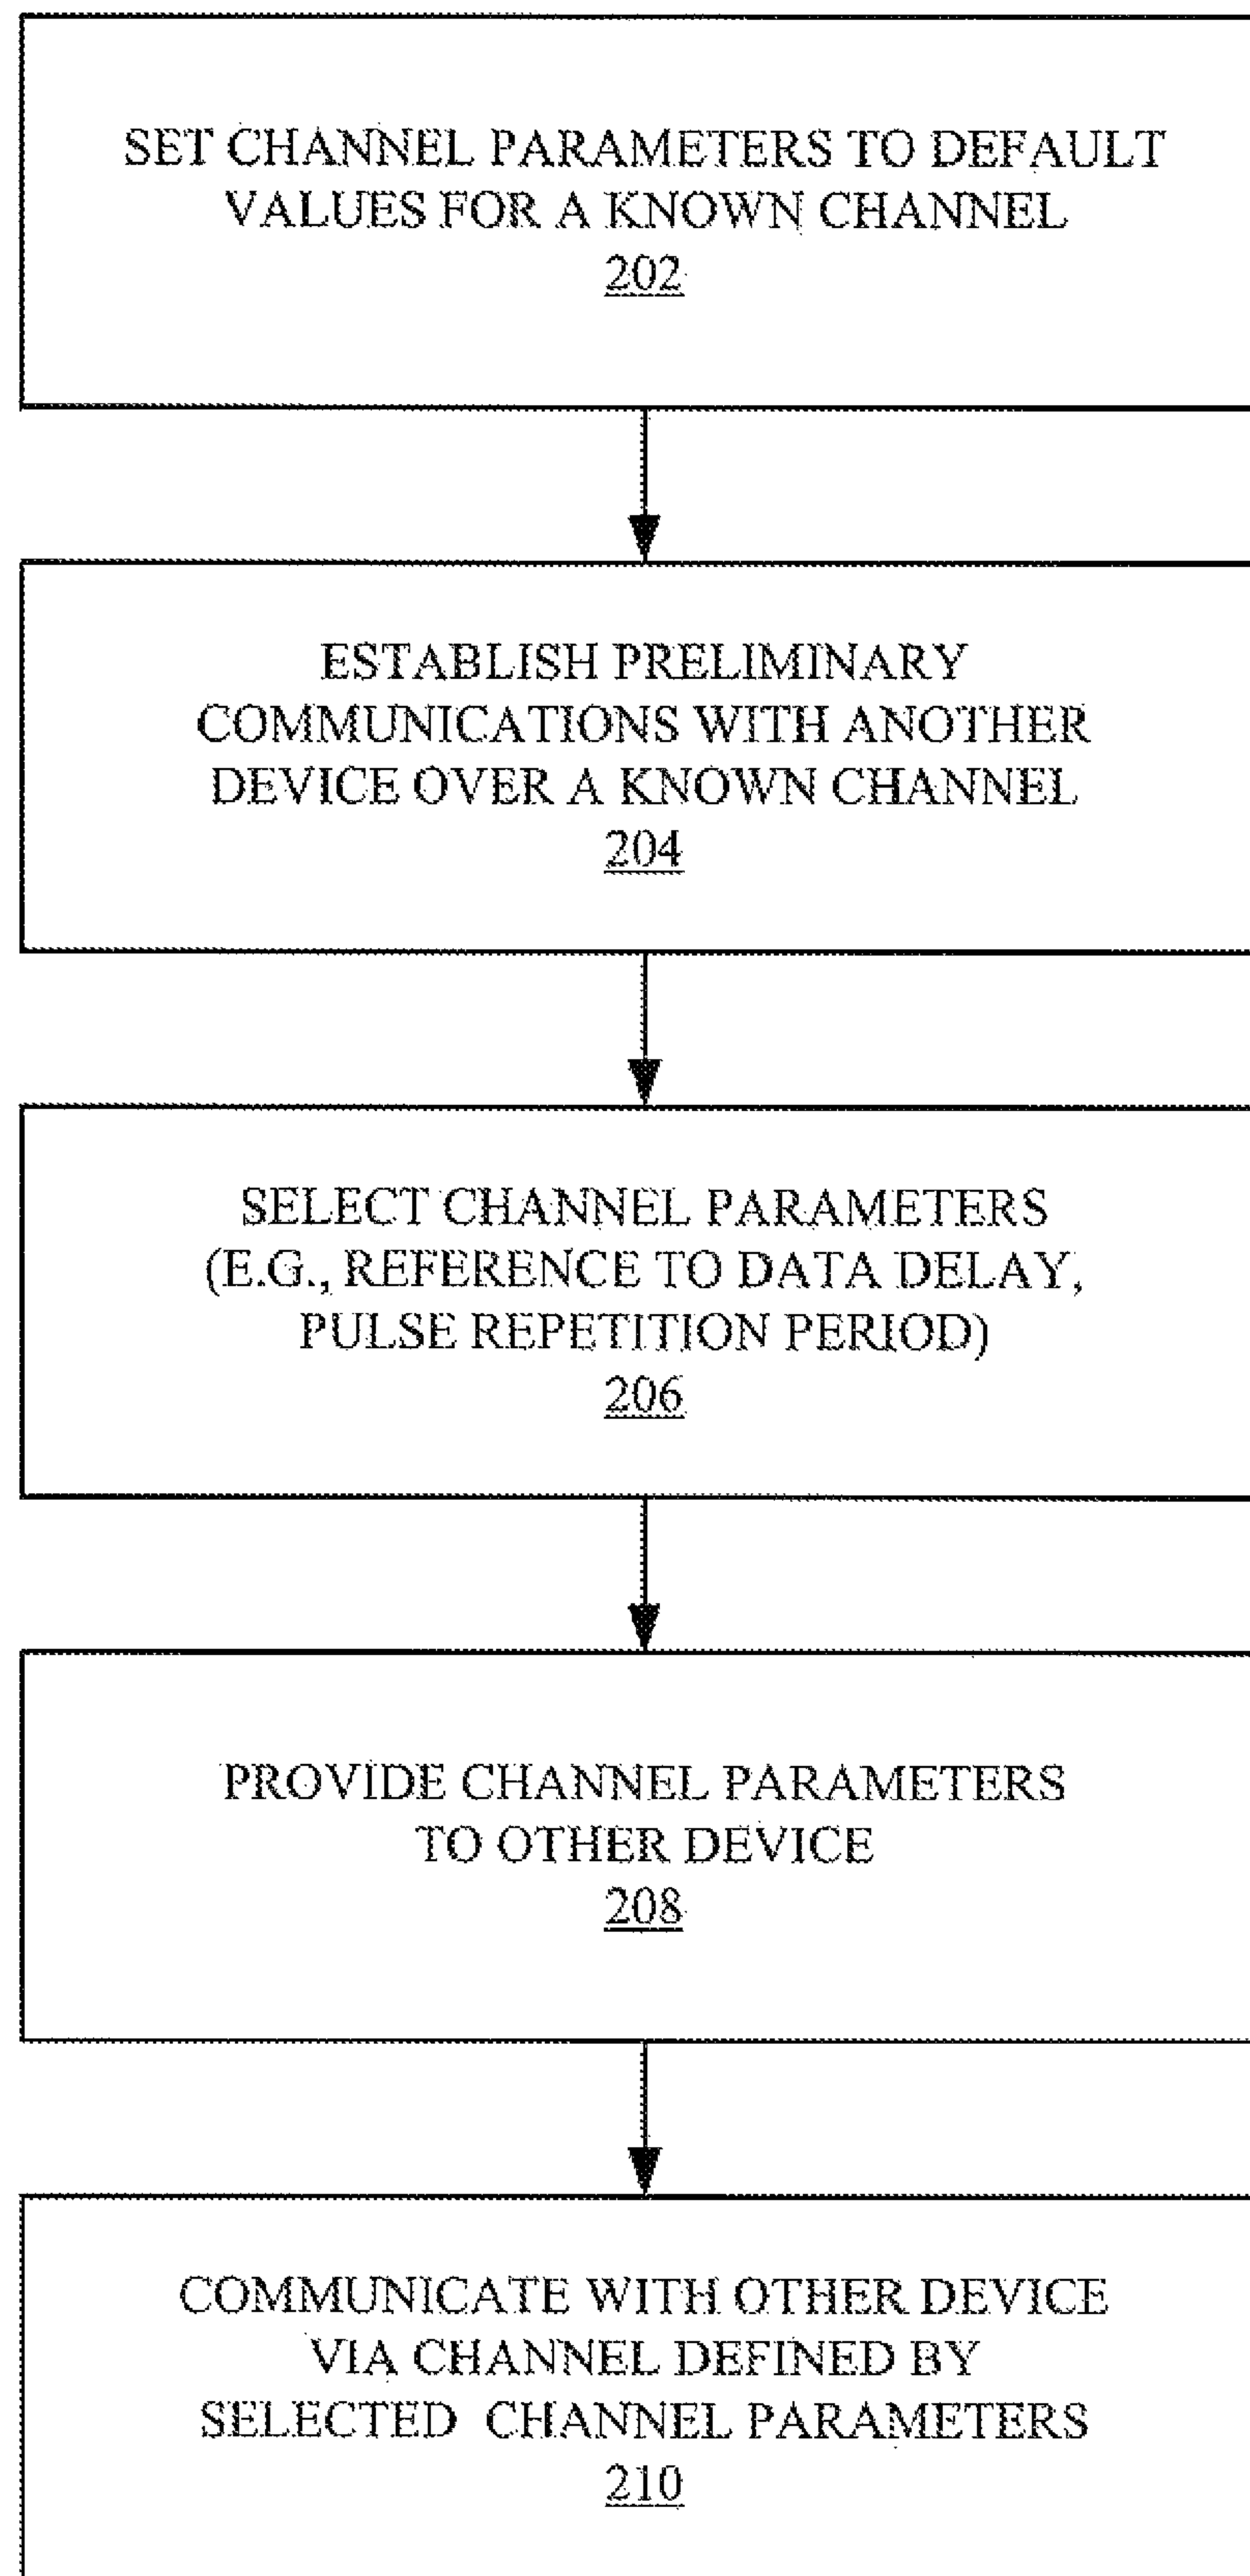 SET CHANNEL PARAMETERS TO DEFAULT
VALUES FOR A KNOWN CHANNEL
202
ESTABLISH PRELIMINARY
COMMUNICATIONS WITH ANOTHER
DEVICE OVER A KNOWN CHANNEL
204
SELECT CHANNEL PARAMETERS
(E.G., REFERENCE TO DATA DELAY,
PULSE REPETITION PERIOD)
206
PROVIDE CHANNEL PARAMETERS
TO OTHER DEVICE
208
COMMUNICATE WITH OTHER DEVICE
VIA CHANNEL DEFINED BY
SELECTED CHANNEL PARAMETERS
210